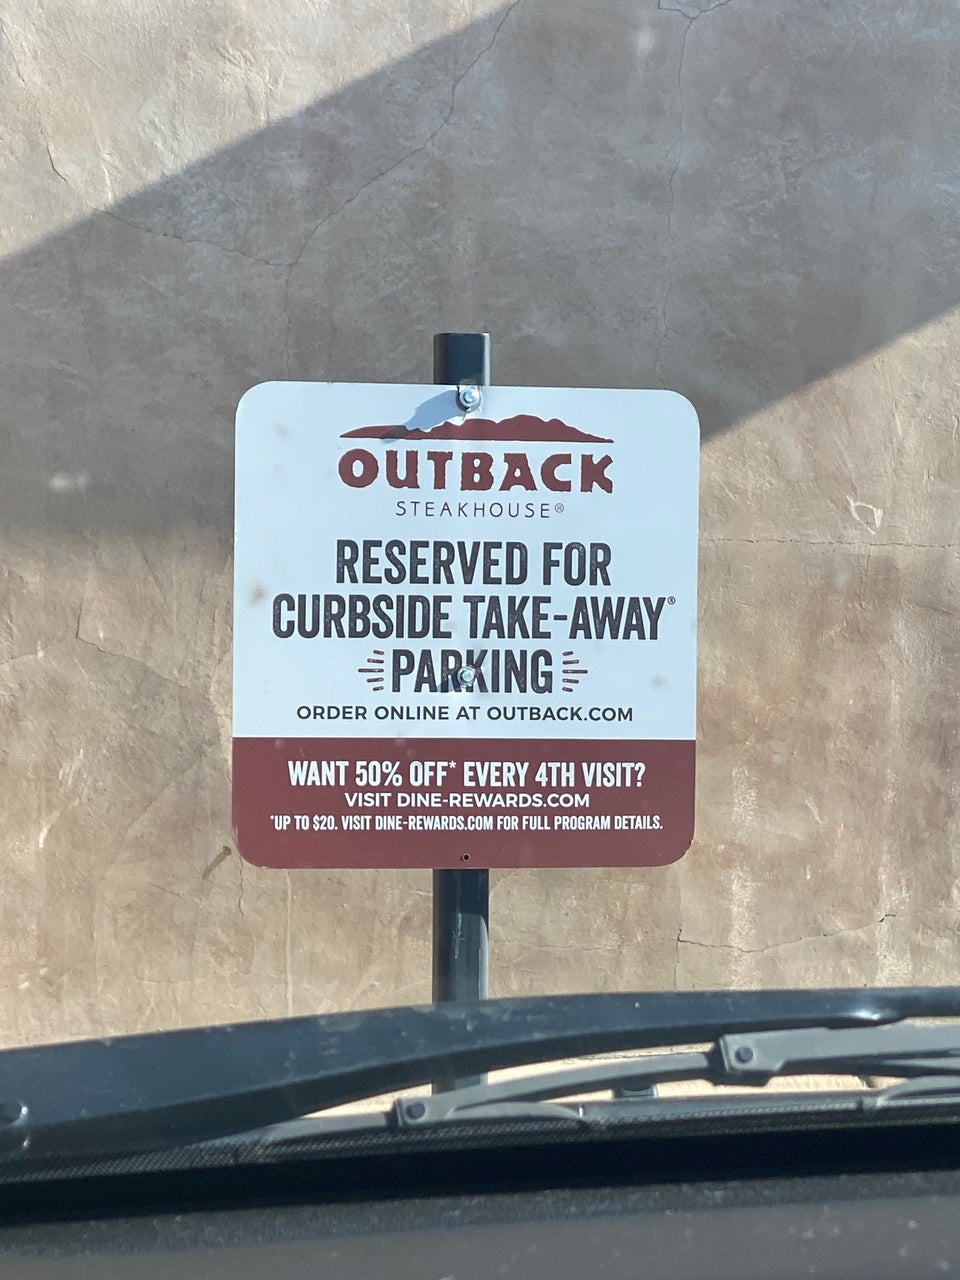 OUTBACK
STEAKHOUSE®
RESERVED FOR
CURBSIDE TAKE-AWAY®
PARKING
ORDER ONLINE AT OUTBACK.COM
WANT 50% OFF* EVERY 4TH VISIT?
VISIT DINE-REWARDS.COM
*UP TO $20. VISIT DINE-REWARDS.COM FOR FULL PROGRAM DETAILS.